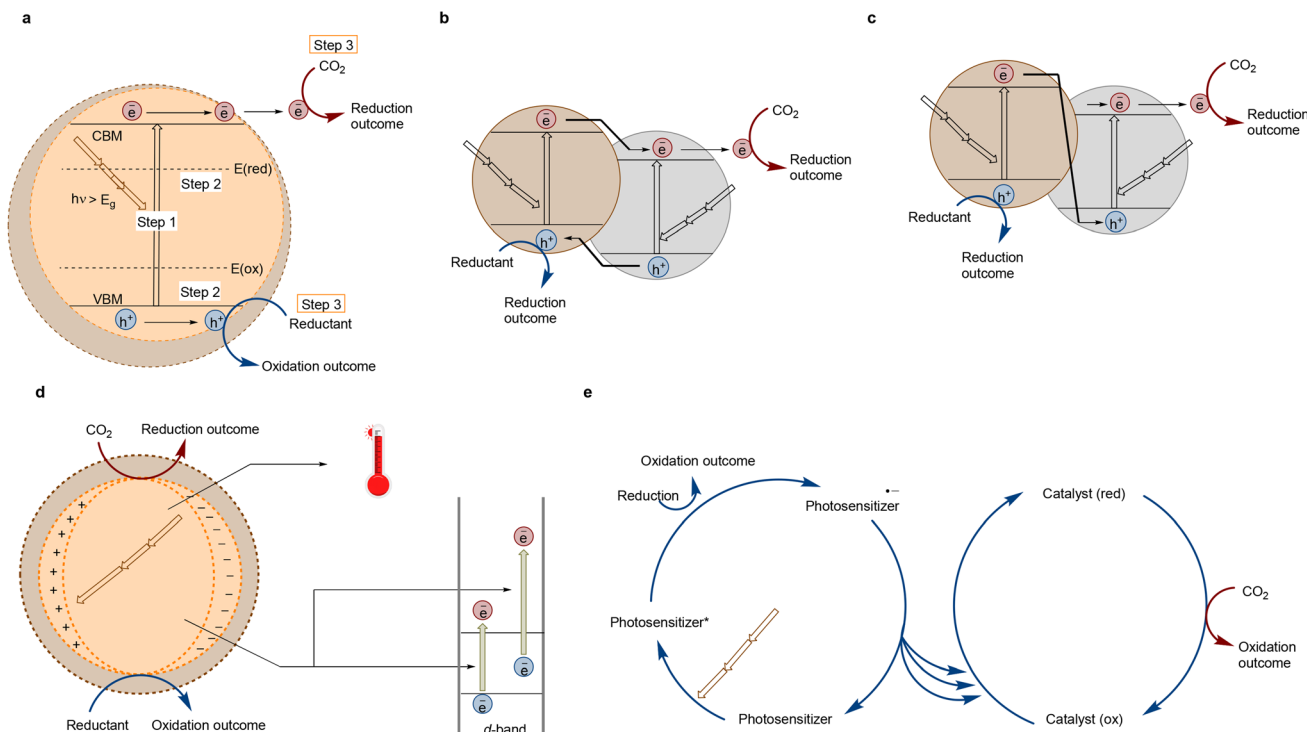 a
Step 3
CO2
e̅
e̅
e̅
Reduction
outcome
CBM
E(red)
Step 2
hν > Eg
Step 1
E(ox)
VBM
Step 2
Step 3
h+
h+
Reductant
Oxidation outcome
b
CO2
e̅
e̅
e̅
Reduction
outcome
h+
Reductant
h+
Reduction
outcome
c
CO2
e̅
e̅
e̅
Reduction
outcome
h+
Reductant
h+
Reduction
outcome
d
CO2
Reduction outcome
+ + + + + + +
− − − − − − − − −
e̅
e̅
e̅
e̅
d-band
Reductant
Oxidation outcome
e
Oxidation outcome
Reduction
•−
Photosensitizer
Catalyst (red)
CO2
Photosensitizer*
Oxidation
outcome
Photosensitizer
Catalyst (ox)